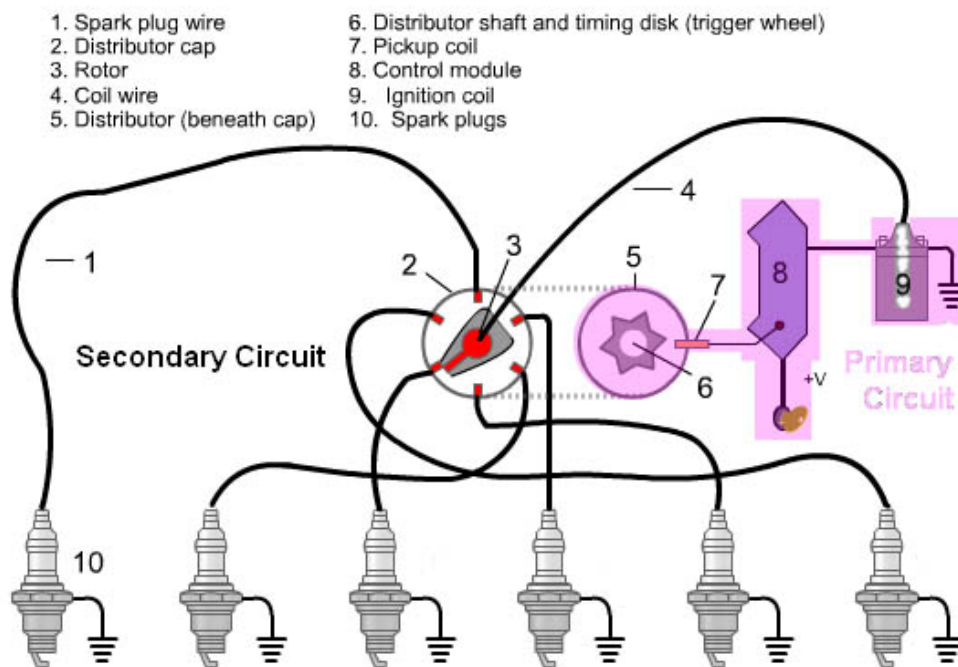 1. Spark plug wire
2. Distributor cap
3. Rotor
4. Coil wire
5. Distributor (beneath cap)
6. Distributor shaft and timing disk (trigger wheel)
7. Pickup coil
8. Control module
9. Ignition coil
10. Spark plugs
4
1
2
3
5
7
8
9
Secondary Circuit
6
+V
Primary
Circuit
10